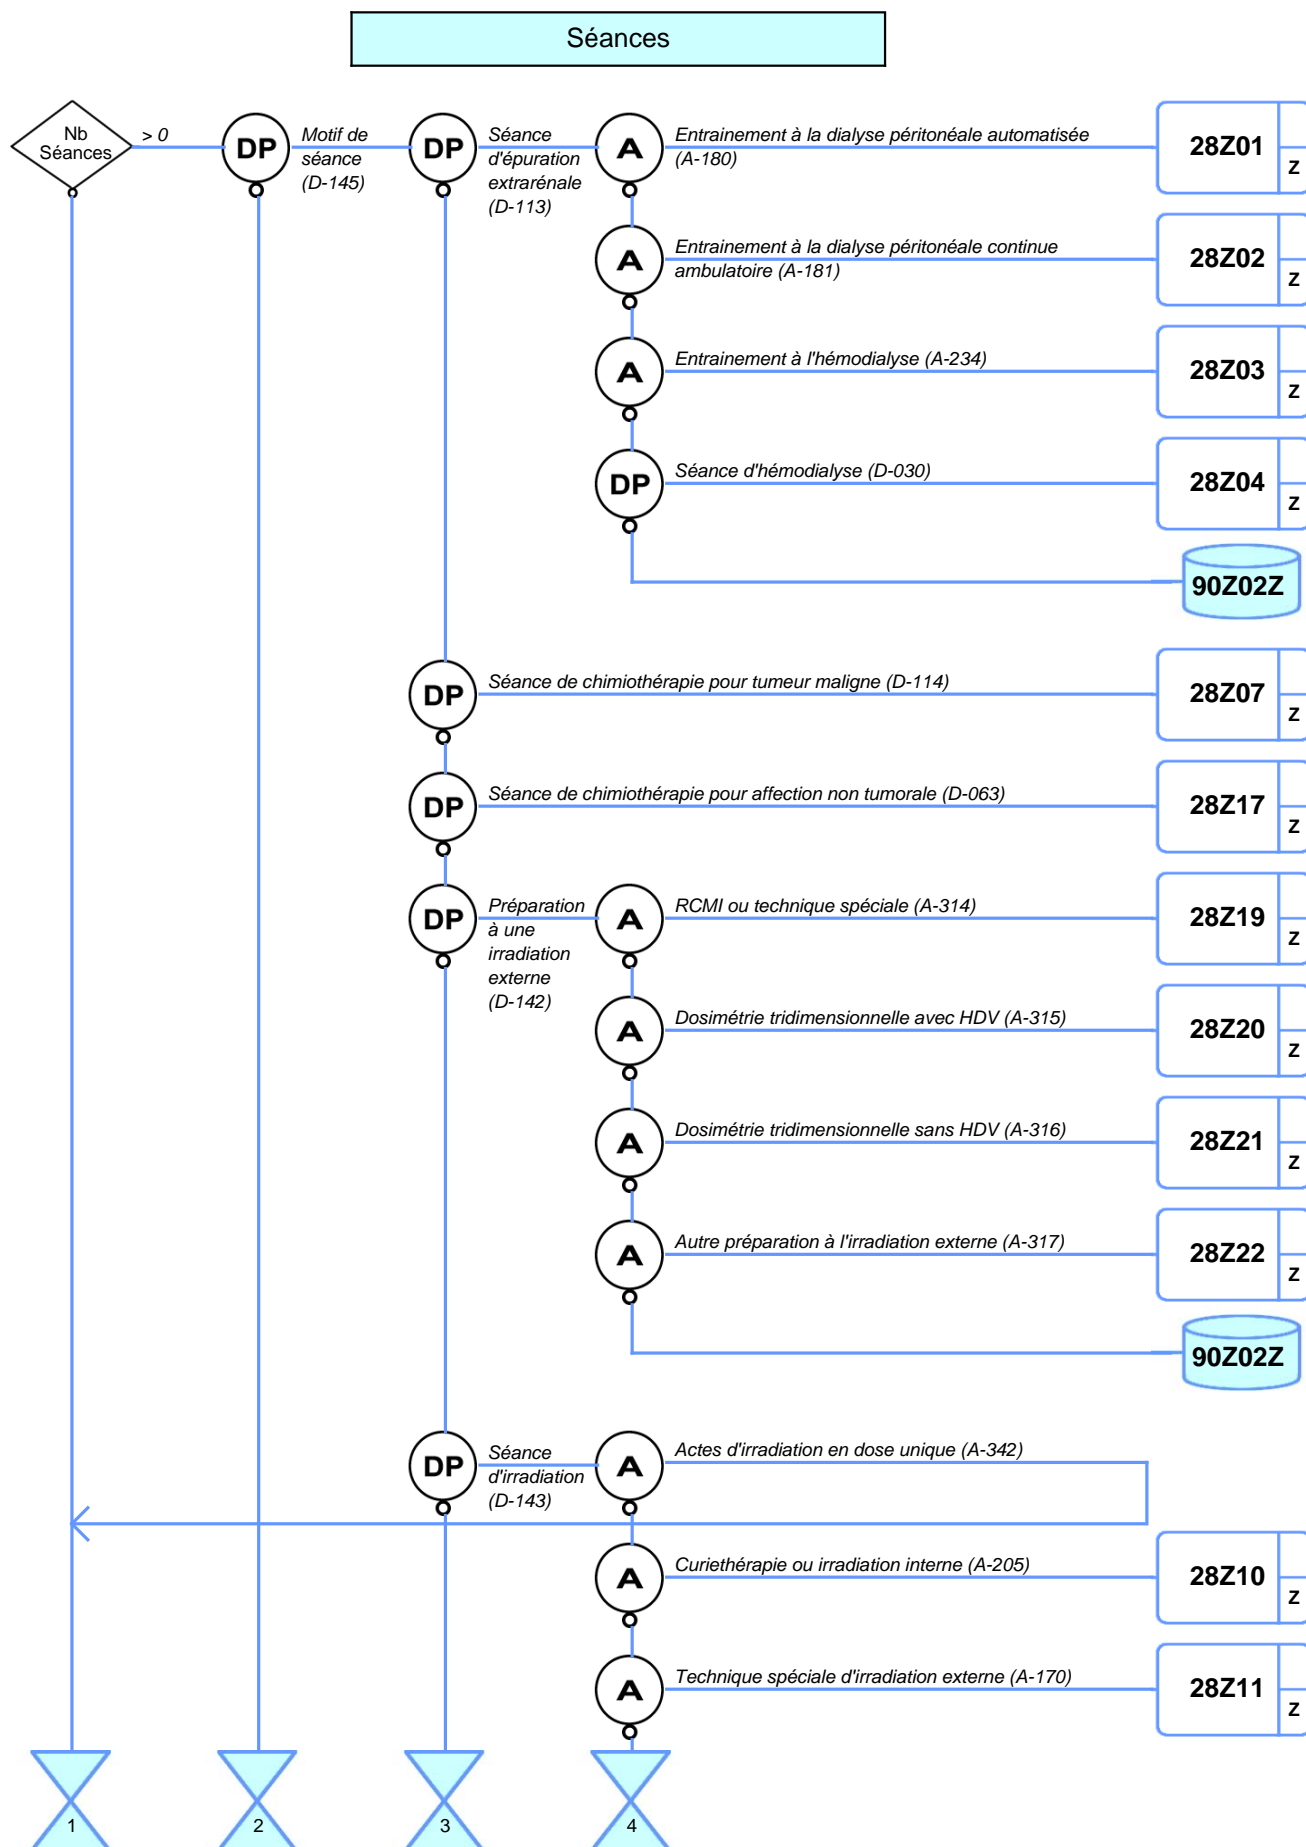 Séances
Nb
Séances
> 0
DP
Motif de
séance
(D-145)
DP
Séance
d'épuration
extrarénale
(D-113)
A
Entrainement à la dialyse péritonéale automatisée
(A-180)
28Z01
Z
A
Entrainement à la dialyse péritonéale continue
ambulatoire (A-181)
28Z02
Z
A
Entrainement à l'hémodialyse (A-234)
28Z03
Z
DP
Séance d'hémodialyse (D-030)
28Z04
Z
90Z02Z
DP
Séance de chimiothérapie pour tumeur maligne (D-114)
28Z07
Z
DP
Séance de chimiothérapie pour affection non tumorale (D-063)
28Z17
Z
DP
Préparation
à une
irradiation
externe
(D-142)
A
RCMI ou technique spéciale (A-314)
28Z19
Z
A
Dosimétrie tridimensionnelle avec HDV (A-315)
28Z20
Z
A
Dosimétrie tridimensionnelle sans HDV (A-316)
28Z21
Z
A
Autre préparation à l'irradiation externe (A-317)
28Z22
Z
90Z02Z
DP
Séance
d'irradiation
(D-143)
A
Actes d'irradiation en dose unique (A-342)
A
Curiethérapie ou irradiation interne (A-205)
28Z10
Z
A
Technique spéciale d'irradiation externe (A-170)
28Z11
Z
1
2
3
4